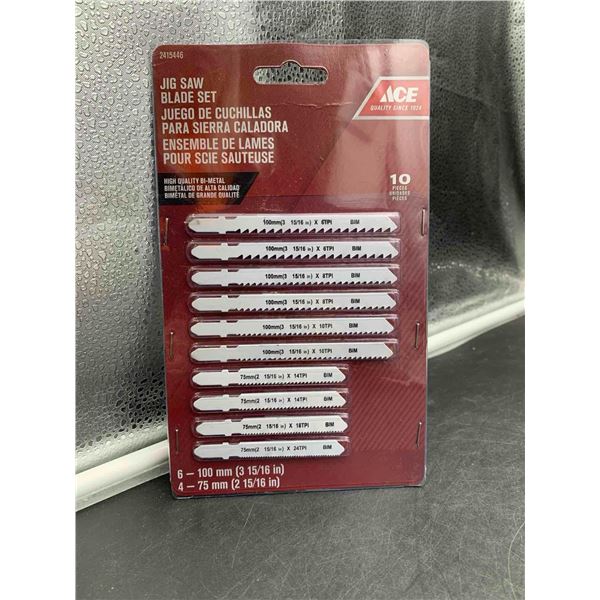 2415446
JIG SAW
BLADE SET
JUEGO DE CUCHILLAS
PARA SIERRA CALADORA
ENSEMBLE DE LAMES
POUR SCIE SAUTEUSE
ACE
QUALITY SINCE 1924
HIGH QUALITY BI-METAL
BIMETÁLICO DE ALTA CALIDAD
BIMÉTAL DE GRANDE QUALITÉ
10
PIECES
UNIDADES
PIÈCES
100mm(3 15/16 in) X 6TPI BIM
100mm(3 15/16 in) X 6TPI BIM
100mm(3 15/16 in) X 8TPI BIM
100mm(3 15/16 in) X 8TPI BIM
100mm(3 15/16 in) X 10TPI BIM
100mm(3 15/16 in) X 10TPI BIM
75mm(2 15/16 in) X 14TPI BIM
75mm(2 15/16 in) X 14TPI BIM
75mm(2 15/16 in) X 18TPI BIM
75mm(2 15/16 in) X 24TPI BIM
6 – 100 mm (3 15/16 in)
4 – 75 mm (2 15/16 in)